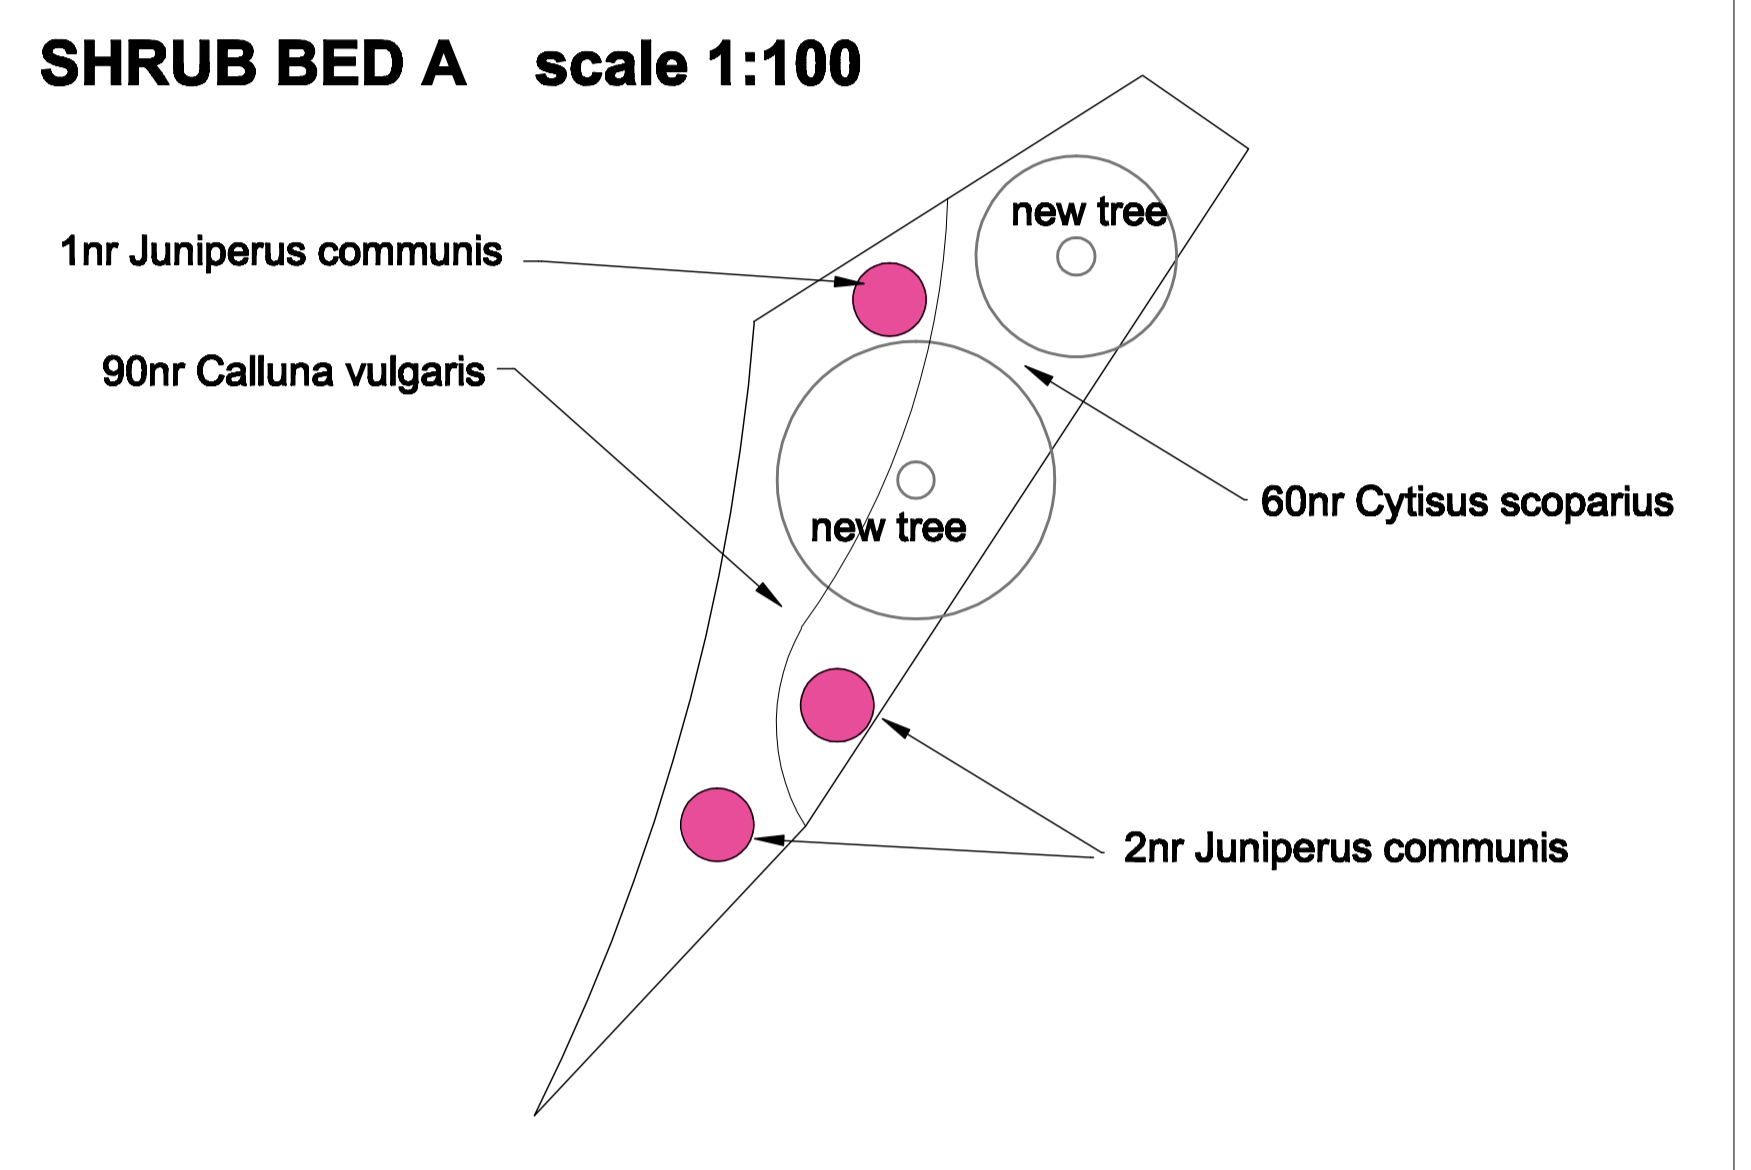 SHRUB BED A scale 1:100
new tree
1nr Juniperus communis
90nr Calluna vulgaris
60nr Cytisus scoparius
new tree
2nr Juniperus communis